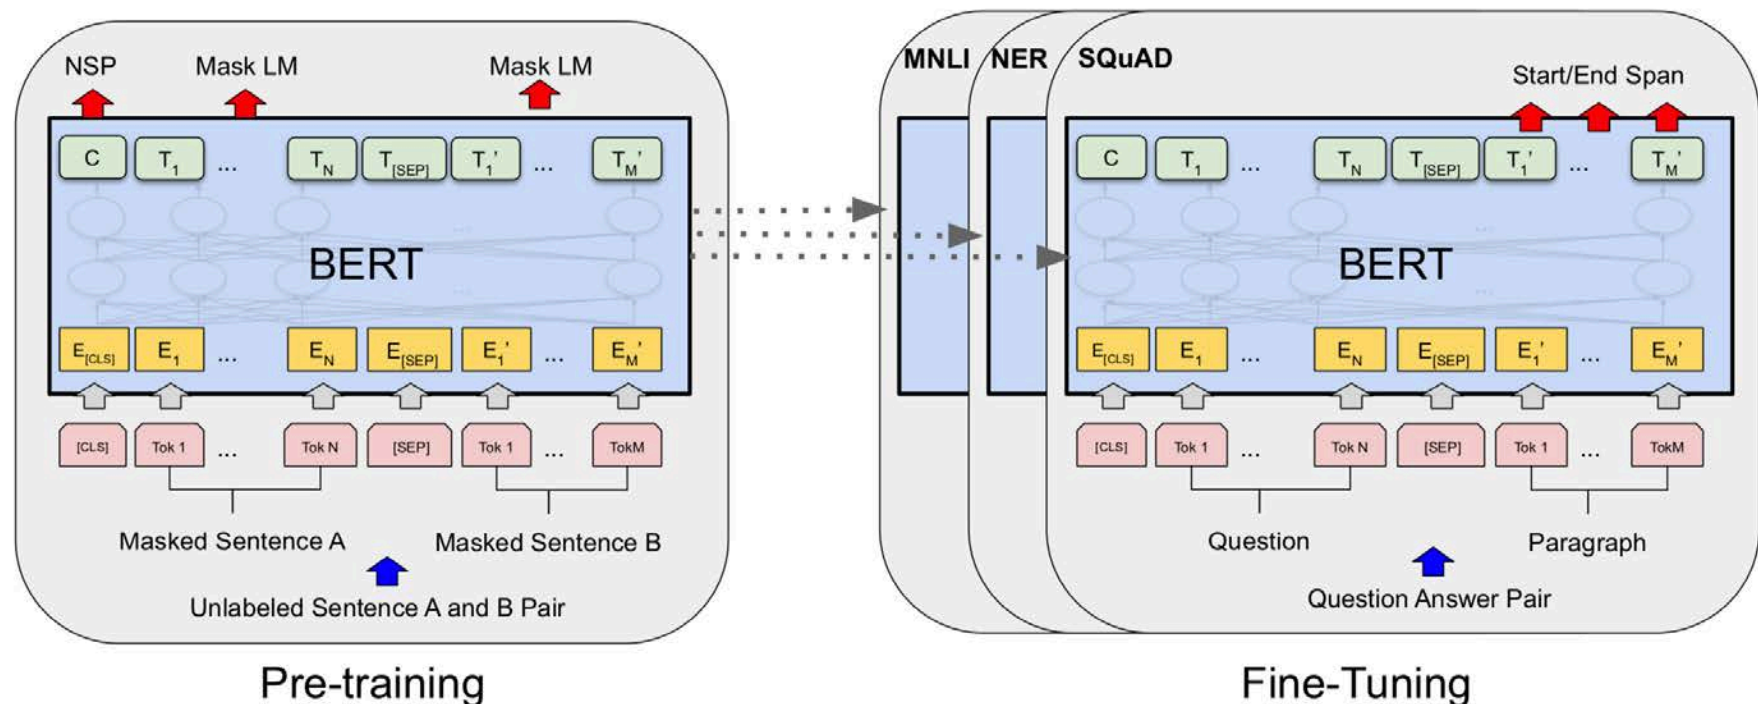 NSP Mask LM Mask LM
C T1 ... TN T[SEP] T1' ... TM'
...
BERT
...
E[CLS] E1 ... EN E[SEP] E1' ... EM'
[CLS] Tok 1 ... Tok N [SEP] Tok 1 ... TokM
Masked Sentence A Masked Sentence B
Unlabeled Sentence A and B Pair
Pre-training
MNLI NER SQuAD
Start/End Span
C T1 ... TN T[SEP] T1' ... TM'
...
BERT
...
E[CLS] E1 ... EN E[SEP] E1' ... EM'
[CLS] Tok 1 ... Tok N [SEP] Tok 1 ... TokM
Question Paragraph
Question Answer Pair
Fine-Tuning